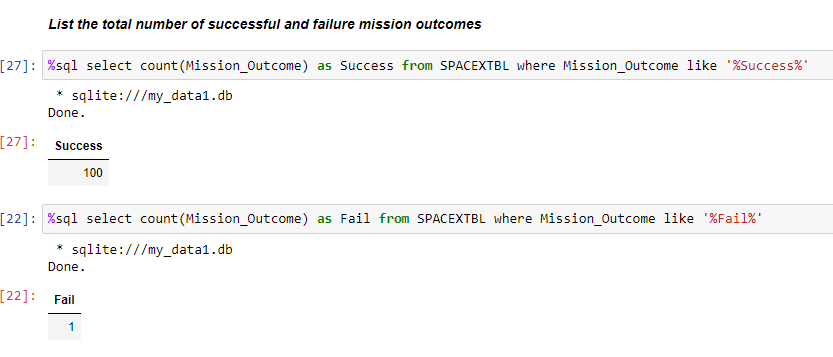 List the total number of successful and failure mission outcomes
[27]: %sql select count(Mission_Outcome) as Success from SPACEXTBL where Mission_Outcome like '%Success%'
* sqlite:///my_data1.db
Done.
[27]: Success
100
[22]: %sql select count(Mission_Outcome) as Fail from SPACEXTBL where Mission_Outcome like '%Fail%'
* sqlite:///my_data1.db
Done.
[22]: Fail
1